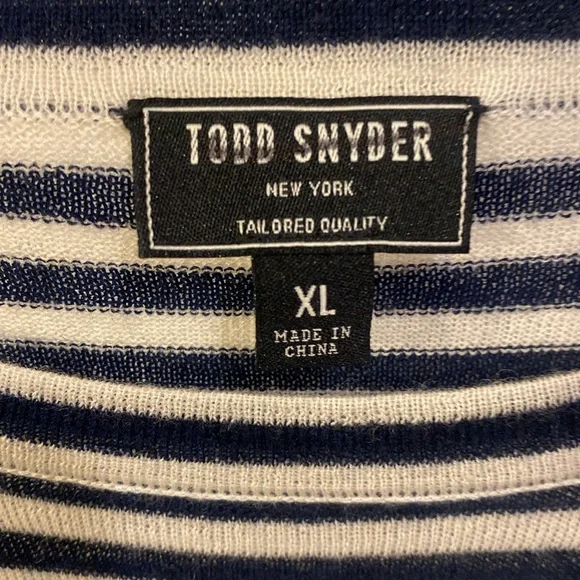 TODD SNYDER
NEW YORK
TAILORED QUALITY
XL
MADE IN
CHINA